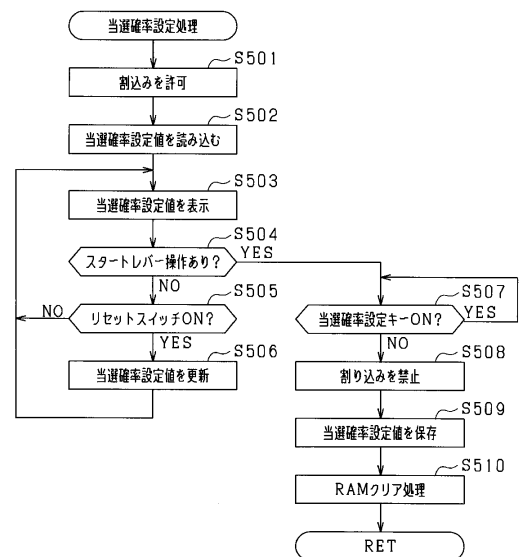 当選確率設定処理
S501
割込みを許可
S502
当選確率設定値を読み込む
S503
当選確率設定値を表示
S504
スタートレバー操作あり?
YES
NO
S505
リセットスイッチON?
NO
YES
S506
当選確率設定値を更新
S507
当選確率設定キーON?
YES
NO
S508
割り込みを禁止
S509
当選確率設定値を保存
S510
RAMクリア処理
RET